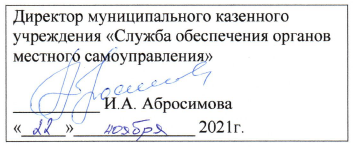 Директор муниципального казенного
учреждения «Служба обеспечения органов
местного самоуправления»
И.А. Абросимова
«22» ноября 2021г.